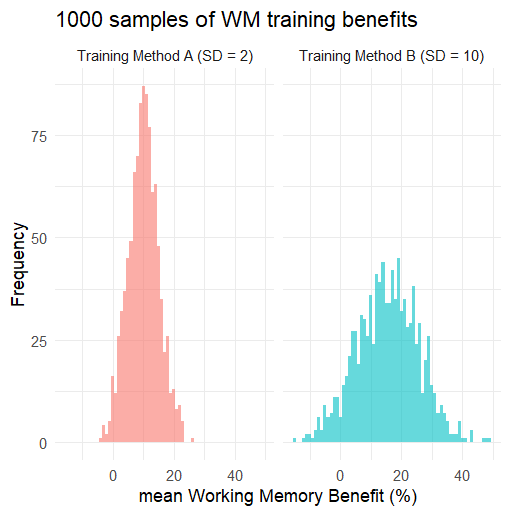 1000 samples of WM training benefits
Training Method A (SD = 2)
Training Method B (SD = 10)
Frequency
75
50
25
0
0 20 40
0 20 40
mean Working Memory Benefit (%)